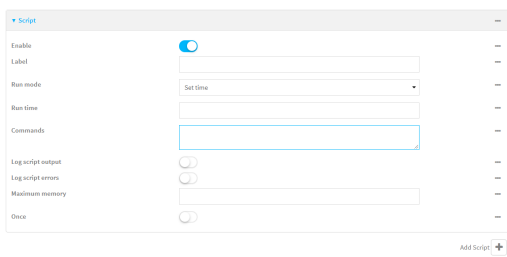 ▼ Script
Enable
Label
Run mode
Set time
Run time
Commands
Log script output
Log script errors
Maximum memory
Once
Add Script